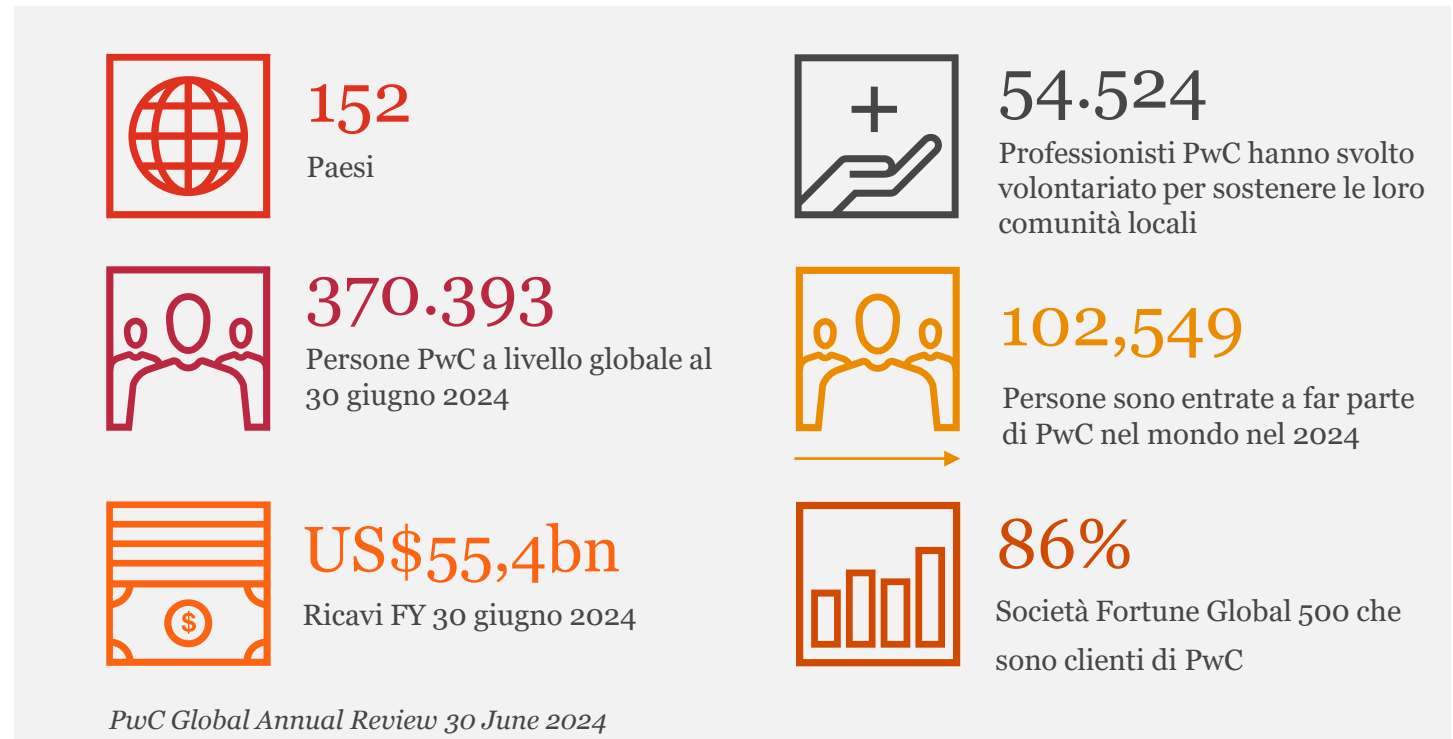 152
Paesi
54.524
Professionisti PwC hanno svolto
volontariato per sostenere le loro
comunità locali
370.393
Persone PwC a livello globale al
30 giugno 2024
102,549
Persone sono entrate a far parte
di PwC nel mondo nel 2024
US$55,4bn
Ricavi FY 30 giugno 2024
$
86%
Società Fortune Global 500 che
sono clienti di PwC
PwC Global Annual Review 30 June 2024